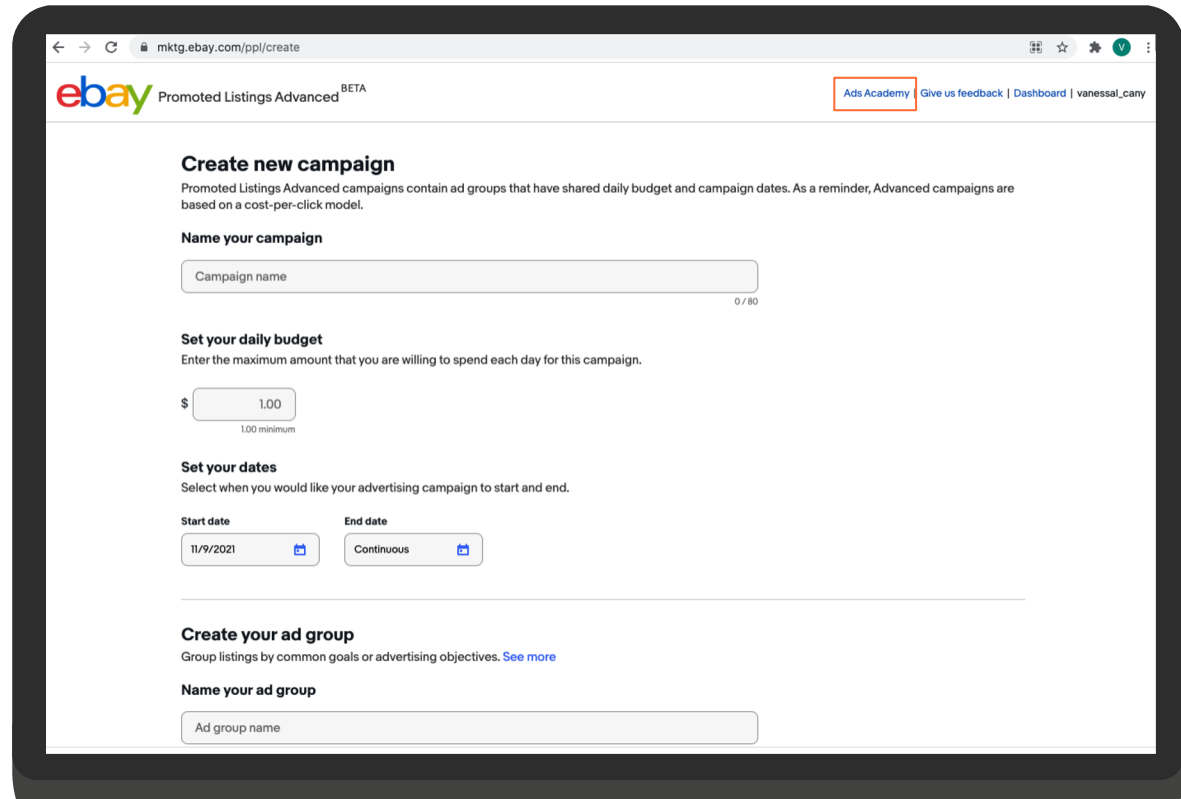 mktg.ebay.com/ppl/create
V
ebay Promoted Listings Advanced BETA
Ads Academy | Give us feedback | Dashboard | vanessal_cany
Create new campaign
Promoted Listings Advanced campaigns contain ad groups that have shared daily budget and campaign dates. As a reminder, Advanced campaigns are
based on a cost-per-click model.
Name your campaign
Campaign name
0 / 80
Set your daily budget
Enter the maximum amount that you are willing to spend each day for this campaign.
$ 1.00
1.00 minimum
Set your dates
Select when you would like your advertising campaign to start and end.
Start date End date
11/9/2021 Continuous
Create your ad group
Group listings by common goals or advertising objectives. See more
Name your ad group
Ad group name